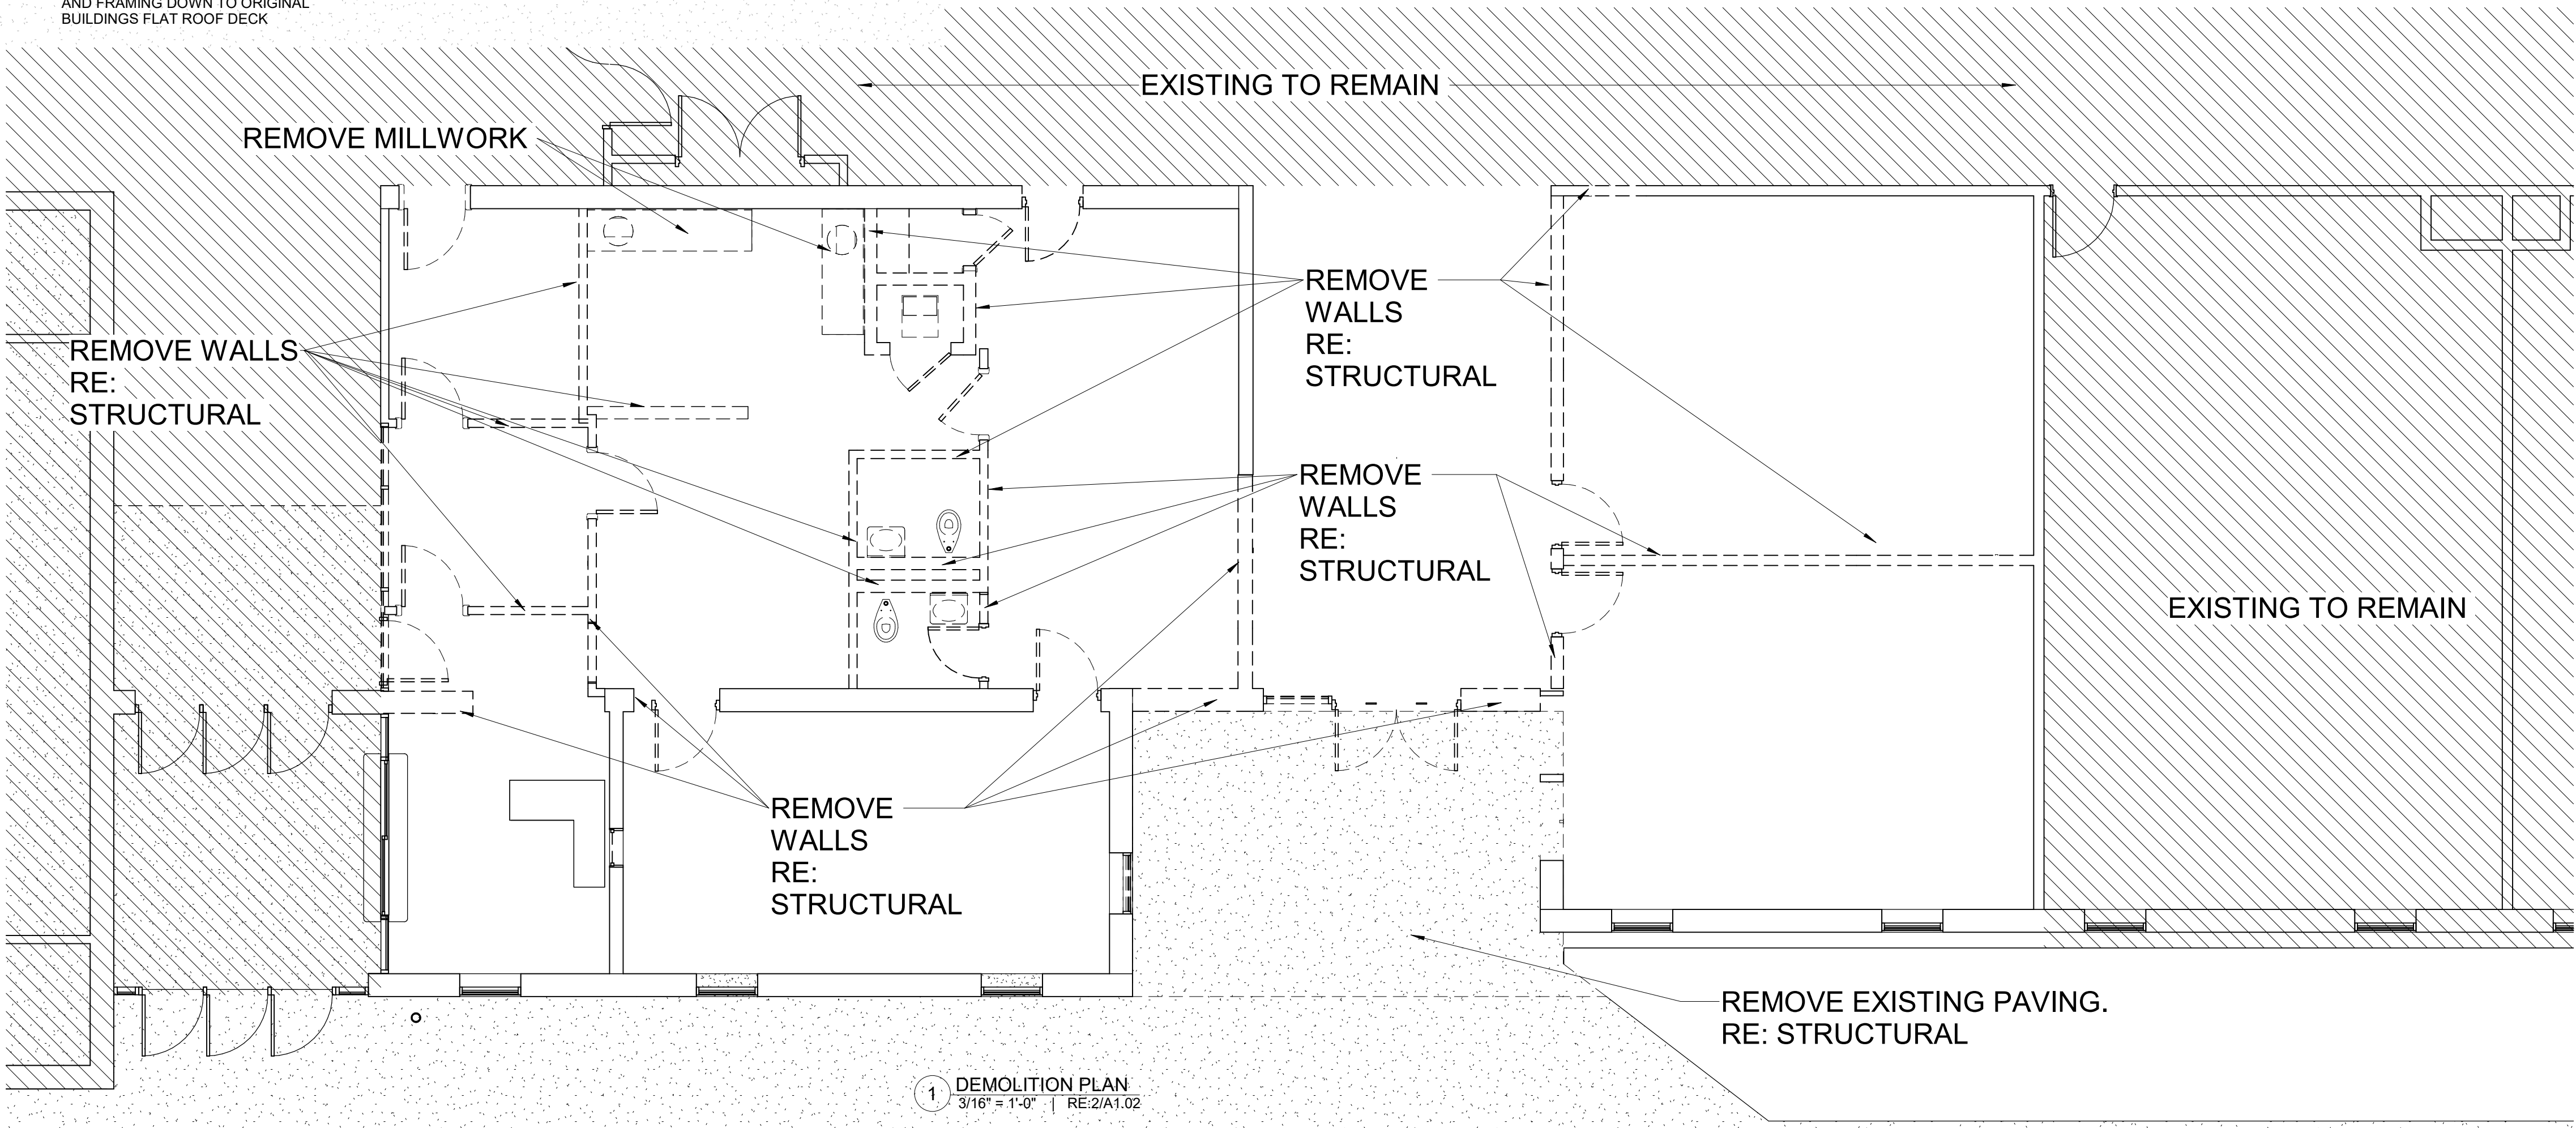 AND FRAMING DOWN TO ORIGINAL
BUILDINGS FLAT ROOF DECK
EXISTING TO REMAIN
REMOVE MILLWORK
REMOVE WALLS
RE:
STRUCTURAL
REMOVE
WALLS
RE:
STRUCTURAL
REMOVE
WALLS
RE:
STRUCTURAL
EXISTING TO REMAIN
REMOVE
WALLS
RE:
STRUCTURAL
REMOVE EXISTING PAVING.
RE: STRUCTURAL
1 DEMOLITION PLAN
3/16" = 1'-0" | RE:2/A1.02